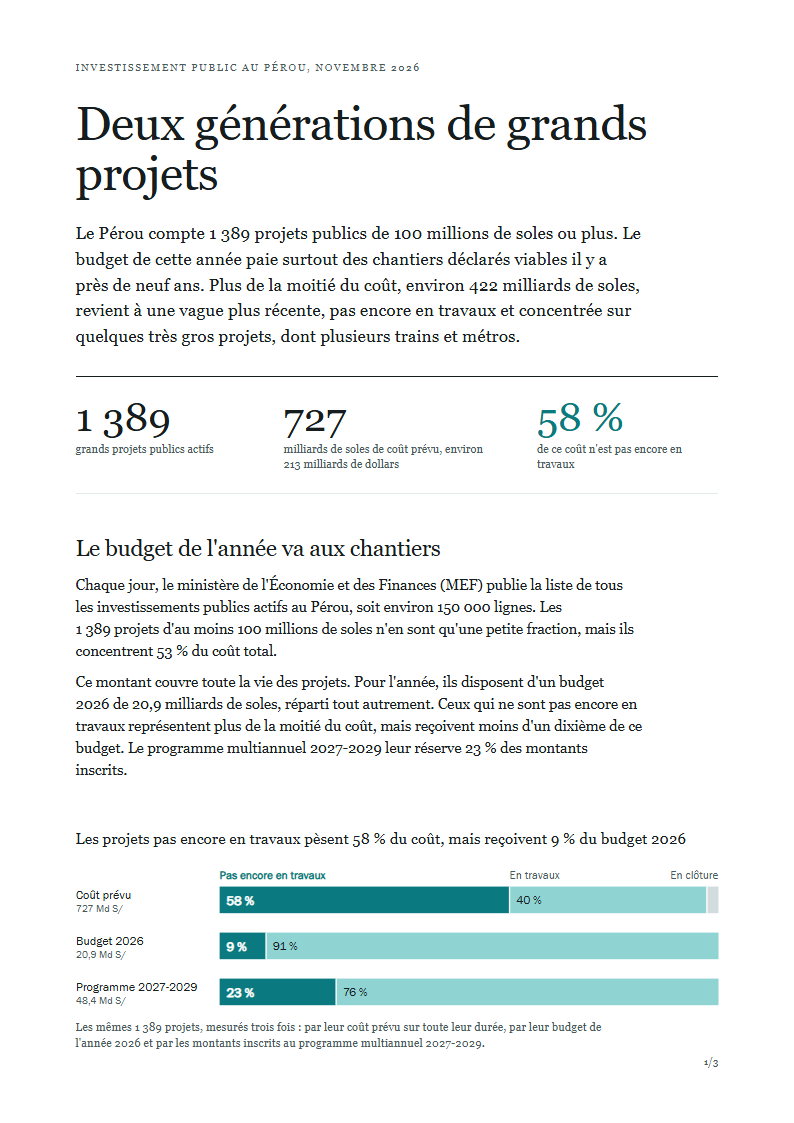 INVESTISSEMENT PUBLIC AU PÉROU, NOVEMBRE 2026
Deux générations de grands
projets
Le Pérou compte 1 389 projets publics de 100 millions de soles ou plus. Le
budget de cette année paie surtout des chantiers déclarés viables il y a
près de neuf ans. Plus de la moitié du coût, environ 422 milliards de soles,
revient à une vague plus récente, pas encore en travaux et concentrée sur
quelques très gros projets, dont plusieurs trains et métros.
1 389
grands projets publics actifs
727
milliards de soles de coût prévu, environ
213 milliards de dollars
58 %
de ce coût n'est pas encore en
travaux
Le budget de l'année va aux chantiers
Chaque jour, le ministère de l'Économie et des Finances (MEF) publie la liste de tous
les investissements publics actifs au Pérou, soit environ 150 000 lignes. Les
1 389 projets d'au moins 100 millions de soles n'en sont qu'une petite fraction, mais ils
concentrent 53 % du coût total.
Ce montant couvre toute la vie des projets. Pour l'année, ils disposent d'un budget
2026 de 20,9 milliards de soles, réparti tout autrement. Ceux qui ne sont pas encore en
travaux représentent plus de la moitié du coût, mais reçoivent moins d'un dixième de ce
budget. Le programme multiannuel 2027-2029 leur réserve 23 % des montants
inscrits.
Les projets pas encore en travaux pèsent 58 % du coût, mais reçoivent 9 % du budget 2026
Pas encore en travaux En travaux En clôture
Coût prévu
727 Md S/
58 % 40 %
Budget 2026
20,9 Md S/
9 % 91 %
Programme 2027-2029
48,4 Md S/
23 % 76 %
Les mêmes 1 389 projets, mesurés trois fois : par leur coût prévu sur toute leur durée, par leur budget de
l'année 2026 et par les montants inscrits au programme multiannuel 2027-2029.
1/3